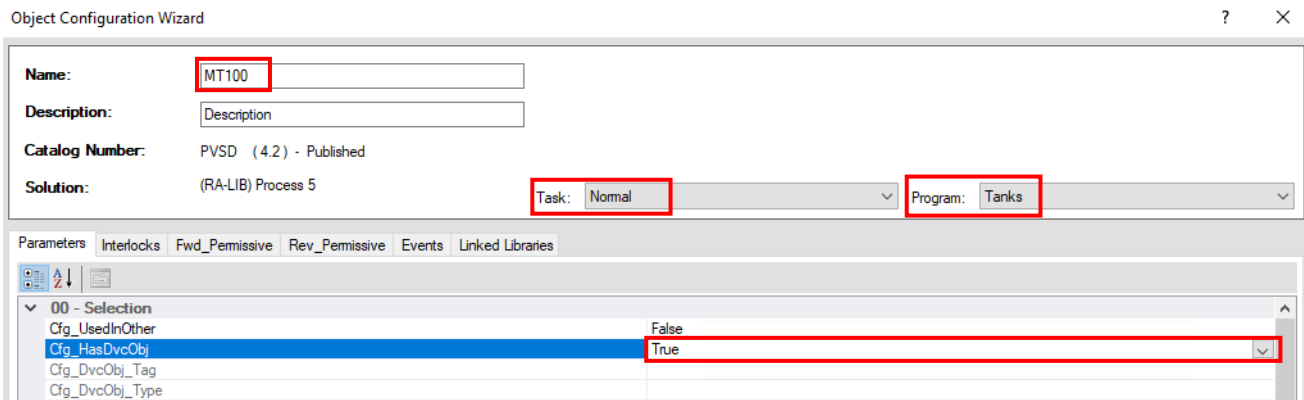 Object Configuration Wizard ? ×
Name: MT100
Description: Description
Catalog Number: PVSD (4.2) - Published
Solution: (RA-LIB) Process 5 Task: Normal Program: Tanks
Parameters Interlocks Fwd_Permissive Rev_Permissive Events Linked Libraries
00 - Selection
Cfg_UsedInOther False
Cfg_HasDvcObj True
Cfg_DvcObj_Tag
Cfg_DvcObj_Type